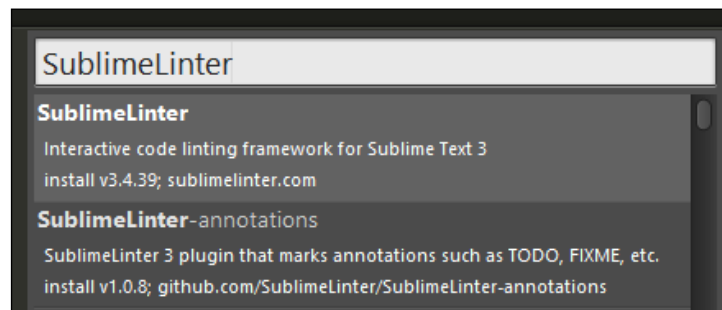 SublimeLinter
SublimeLinter
Interactive code linting framework for Sublime Text 3
install v3.4.39; sublimelinter.com
SublimeLinter-annotations
SublimeLinter 3 plugin that marks annotations such as TODO, FIXME, etc.
install v1.0.8; github.com/SublimeLinter/SublimeLinter-annotations